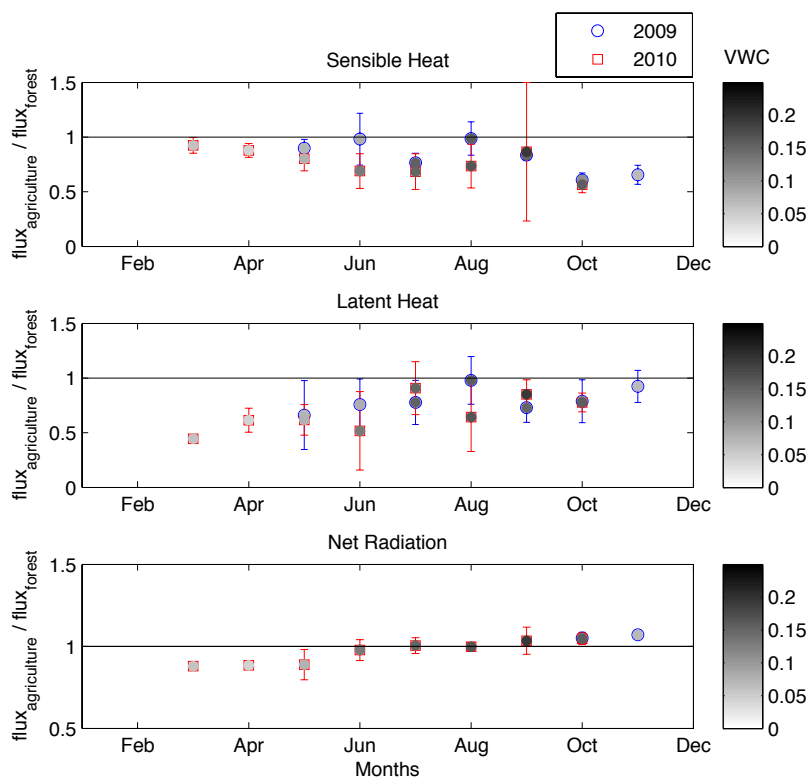 2009
2010
Sensible Heat
VWC
flux_agriculture / flux_forest
1.5
1
0.5
0
Feb Apr Jun Aug Oct Dec
0.2
0.15
0.1
0.05
0
Latent Heat
flux_agriculture / flux_forest
1.5
1
0.5
0
Feb Apr Jun Aug Oct Dec
0.2
0.15
0.1
0.05
0
Net Radiation
flux_agriculture / flux_forest
1.5
1
0.5
Feb Apr Jun Aug Oct Dec
Months
0.2
0.15
0.1
0.05
0